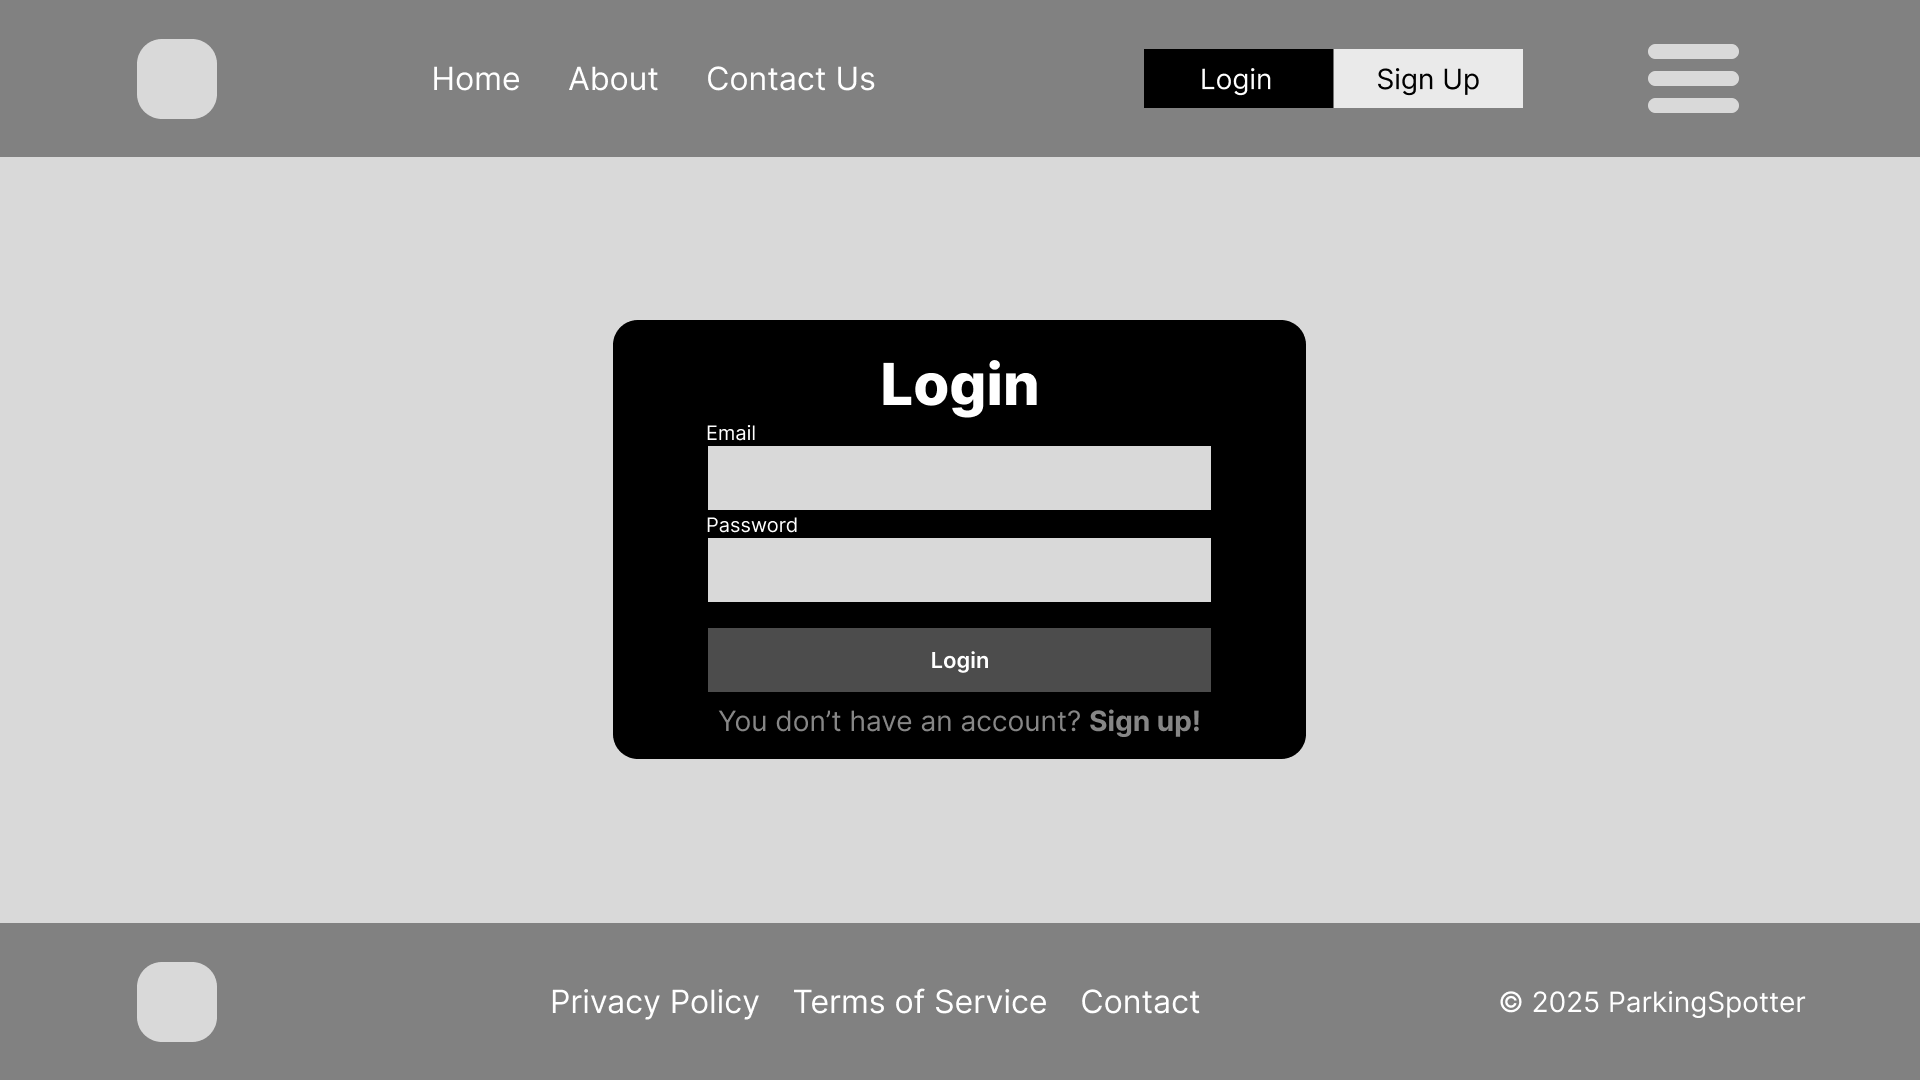 Home About Contact Us Login Sign Up
Login
Email
Password
Login
You don’t have an account? Sign up!
Privacy Policy Terms of Service Contact © 2025 ParkingSpotter